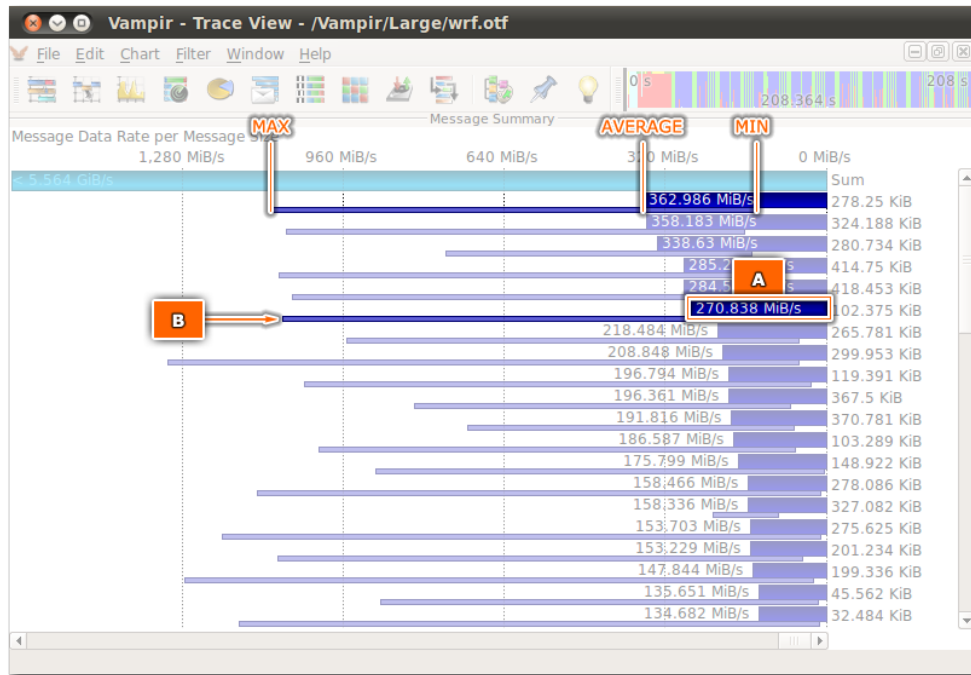 Vampir - Trace View - /Vampir/Large/wrf.otf
File Edit Chart Filter Window Help
0 s 208 s
208.364 s
Message Summary
Message Data Rate per Message Size
MAX AVERAGE MIN
1,280 MiB/s 960 MiB/s 640 MiB/s 320 MiB/s 0 MiB/s
< 5.564 GiB/s Sum
362.986 MiB/s 278.25 KiB
358.183 MiB/s 324.188 KiB
338.63 MiB/s 280.734 KiB
285.2 s 414.75 KiB
A
284.5 418.453 KiB
B 270.838 MiB/s 102.375 KiB
218.484 MiB/s 265.781 KiB
208.848 MiB/s 299.953 KiB
196.794 MiB/s 119.391 KiB
196.361 MiB/s 367.5 KiB
191.816 MiB/s 370.781 KiB
186.587 MiB/s 103.289 KiB
175.799 MiB/s 148.922 KiB
158.466 MiB/s 278.086 KiB
158.336 MiB/s 327.082 KiB
153.703 MiB/s 275.625 KiB
153.229 MiB/s 201.234 KiB
147.844 MiB/s 199.336 KiB
135.651 MiB/s 45.562 KiB
134.682 MiB/s 32.484 KiB